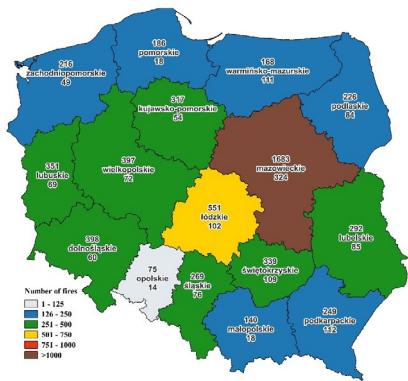 186
pomorskie
18
216
zachodniopomorskie
49
168
warmińsko-mazurskie
111
226
podlaskie
84
317
kujawsko-pomorskie
54
1683
mazowieckie
324
351
lubuskie
69
397
wielkopolskie
72
551
łódzkie
102
292
lubelskie
85
398
dolnośląskie
60
75
opolskie
14
269
śląskie
76
339
świętokrzyskie
109
140
małopolskie
18
249
podkarpackie
112
Number of fires
1 - 125
126 - 250
251 - 500
501 - 750
751 - 1000
>1000